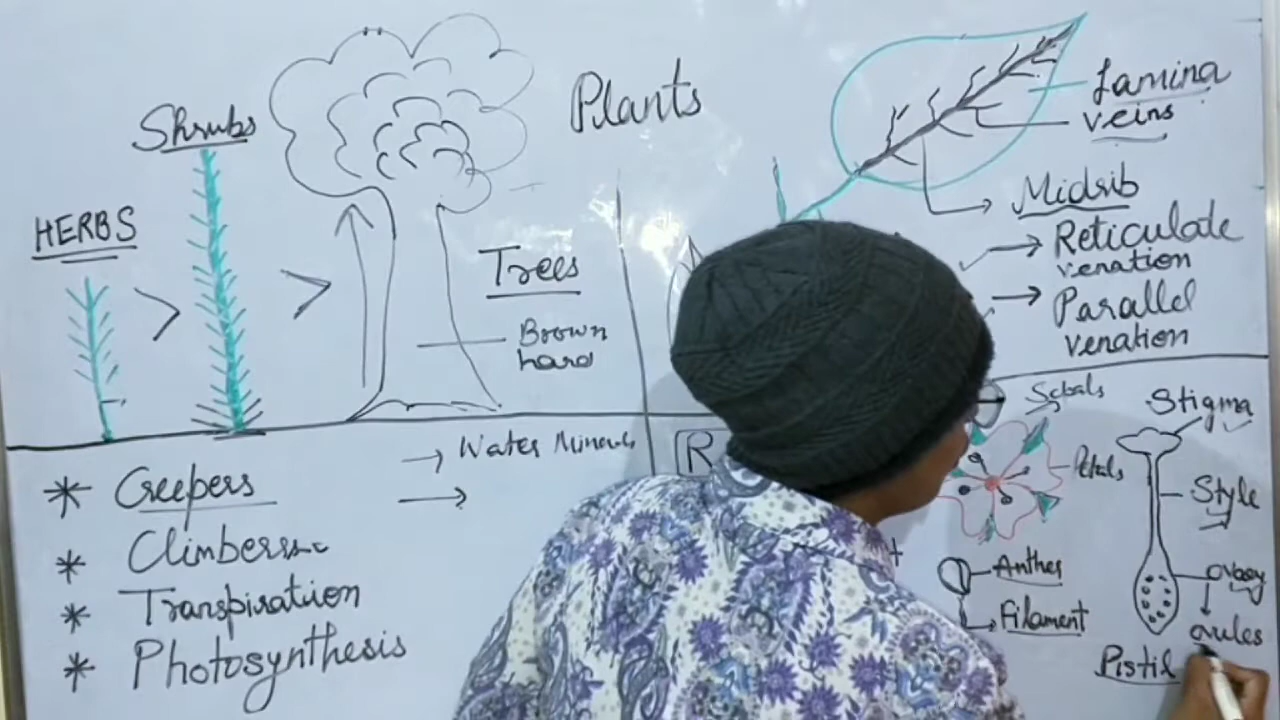 Plants
Shrubs
HERBS
Trees
Brown
hard
Lamina
veins
Midrib
Reticulate
venation
Parallel
venation
Water Minerals
* Creepers
* Climbers
* Transpiration
* Photosynthesis
R
Sepals
Petals
Anther
Filament
Stigma
Style
ovary
ovules
Pistil